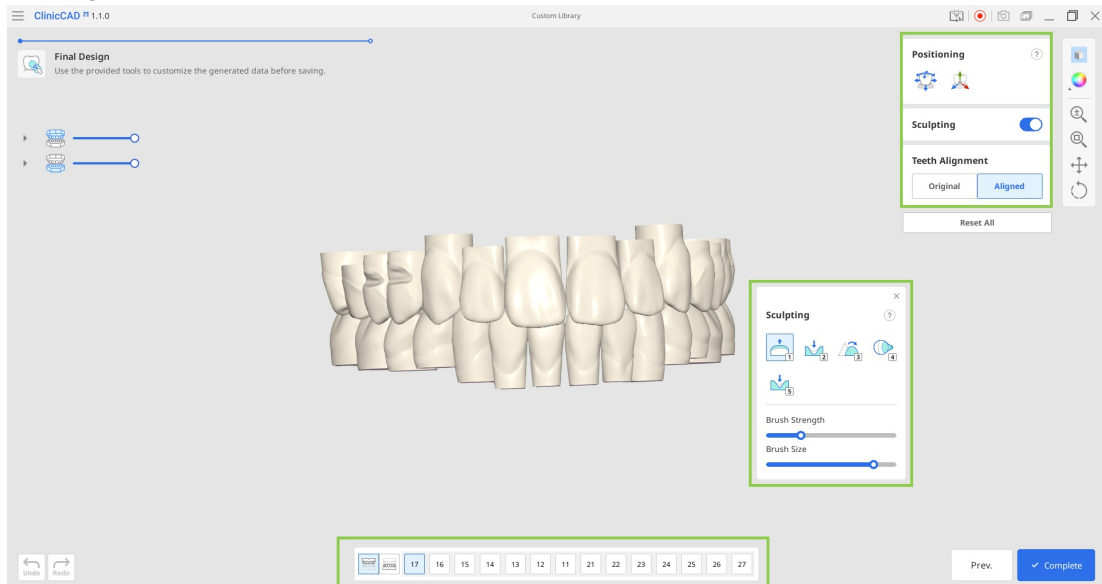 ClinicCAD 1.1.0
Custom Library
Final Design
Use the provided tools to customize the generated data before saving.
Positioning
?
Sculpting
Teeth Alignment
Original Aligned
Reset All
Sculpting
?
1 2 3 4
5
Brush Strength
Brush Size
Undo Redo
17 16 15 14 13 12 11 21 22 23 24 25 26 27
Prev. Complete